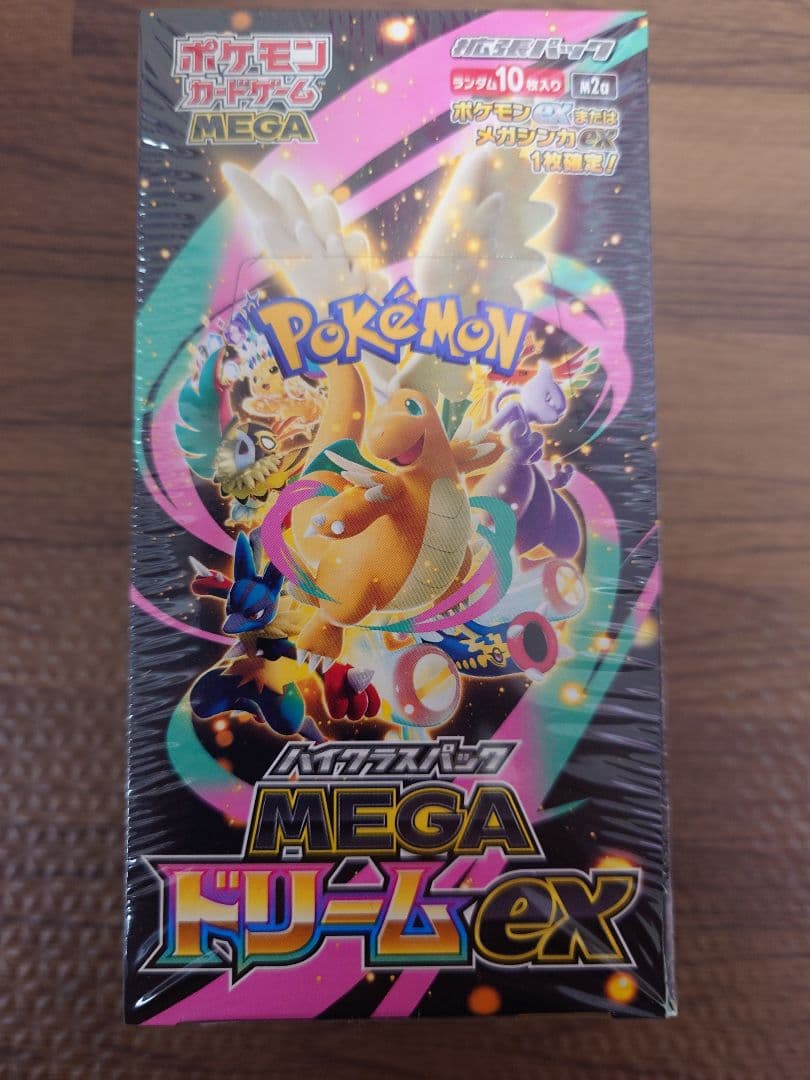 ポケモン
カードゲーム
MEGA
拡張パック
ランダム10枚入り
M2a
ポケモンexまたは
メガシンカex
1枚確定!
POKéMON
ハイクラスパック
MEGA
ドリームex